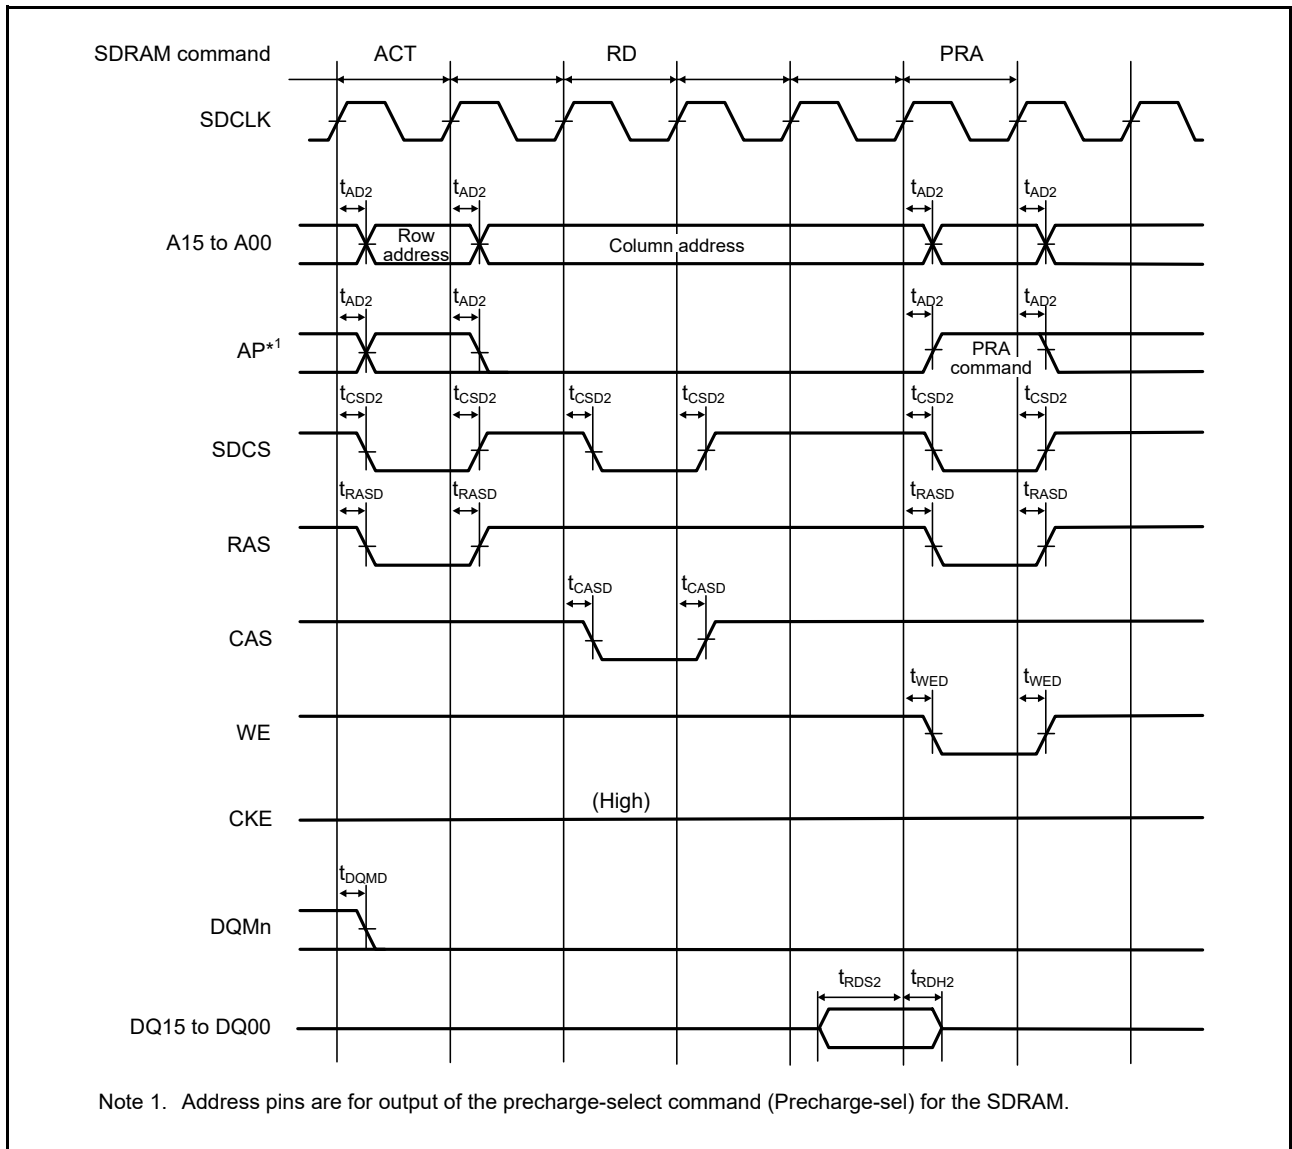 SDRAM command ACT RD PRA
SDCLK
tAD2 tAD2 tAD2 tAD2
A15 to A00 Row address Column address
tAD2 tAD2 tAD2 tAD2
AP*1 PRA command
tCSD2 tCSD2 tCSD2 tCSD2 tCSD2 tCSD2
SDCS
tRASD tRASD tRASD tRASD
RAS
tCASD tCASD
CAS
tWED tWED
WE
(High)
CKE
tDQMD
DQMn
tRDS2 tRDH2
DQ15 to DQ00
Note 1. Address pins are for output of the precharge-select command (Precharge-sel) for the SDRAM.